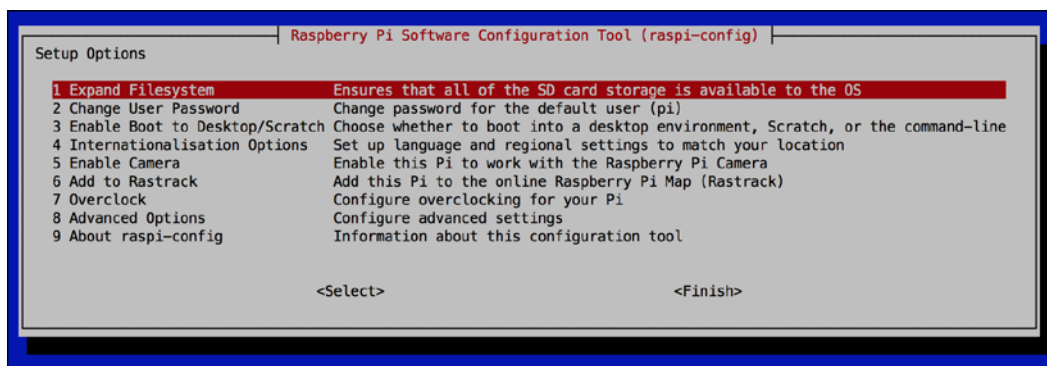 Raspberry Pi Software Configuration Tool (raspi-config)
Setup Options
1 Expand Filesystem Ensures that all of the SD card storage is available to the OS
2 Change User Password Change password for the default user (pi)
3 Enable Boot to Desktop/Scratch Choose whether to boot into a desktop environment, Scratch, or the command-line
4 Internationalisation Options Set up language and regional settings to match your location
5 Enable Camera Enable this Pi to work with the Raspberry Pi Camera
6 Add to Rastrack Add this Pi to the online Raspberry Pi Map (Rastrack)
7 Overclock Configure overclocking for your Pi
8 Advanced Options Configure advanced settings
9 About raspi-config Information about this configuration tool
<Select> <Finish>